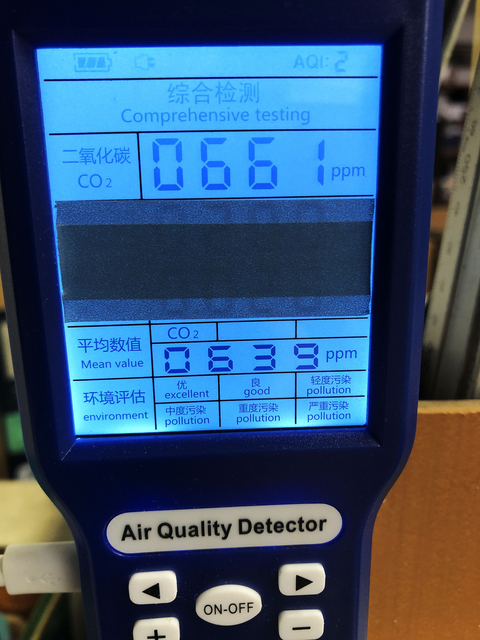 AQI: 2
综合检测
Comprehensive testing
二氧化碳
CO2
0661 ppm
平均数值
Mean value
CO2
0639 ppm
环境评估
environment
优
excellent
良
good
轻度污染
pollution
中度污染
pollution
重度污染
pollution
严重污染
pollution
Air Quality Detector
◀
ON-OFF
▶
+
−